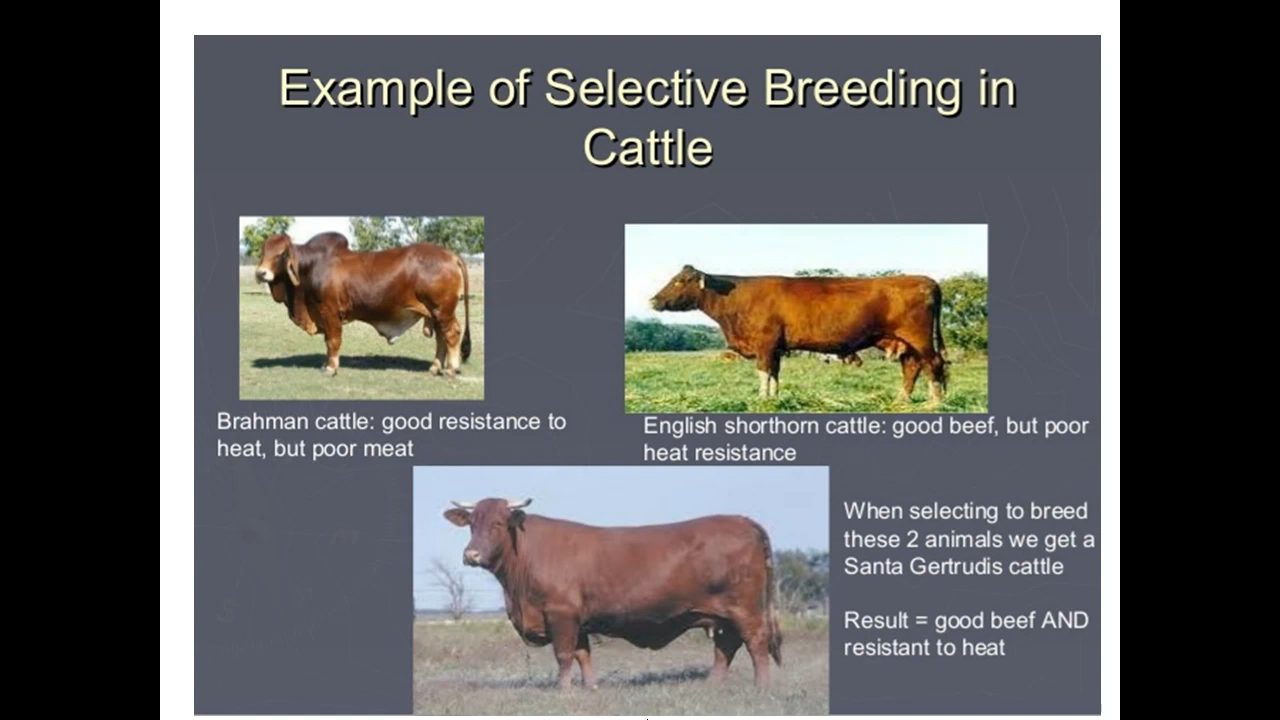 Example of Selective Breeding in
Cattle
Brahman cattle: good resistance to
heat, but poor meat
English shorthorn cattle: good beef, but poor
heat resistance
When selecting to breed
these 2 animals we get a
Santa Gertrudis cattle
Result = good beef AND
resistant to heat